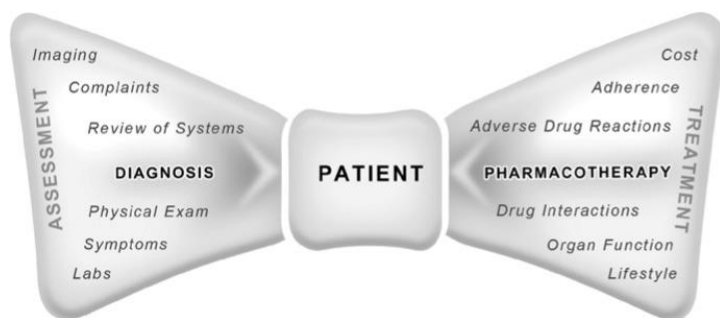 ASSESSMENT
Imaging
Complaints
Review of Systems
DIAGNOSIS
Physical Exam
Symptoms
Labs
PATIENT
Cost
Adherence
Adverse Drug Reactions
PHARMACOTHERAPY
Drug Interactions
Organ Function
Lifestyle
TREATMENT